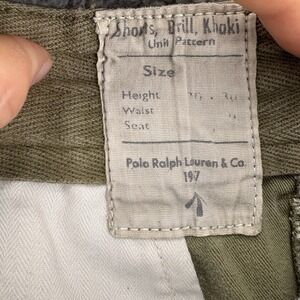 Shorts, Drill, Khaki
Unit Pattern
Size
Height
Waist
Seat
Polo Ralph Lauren & Co.
197